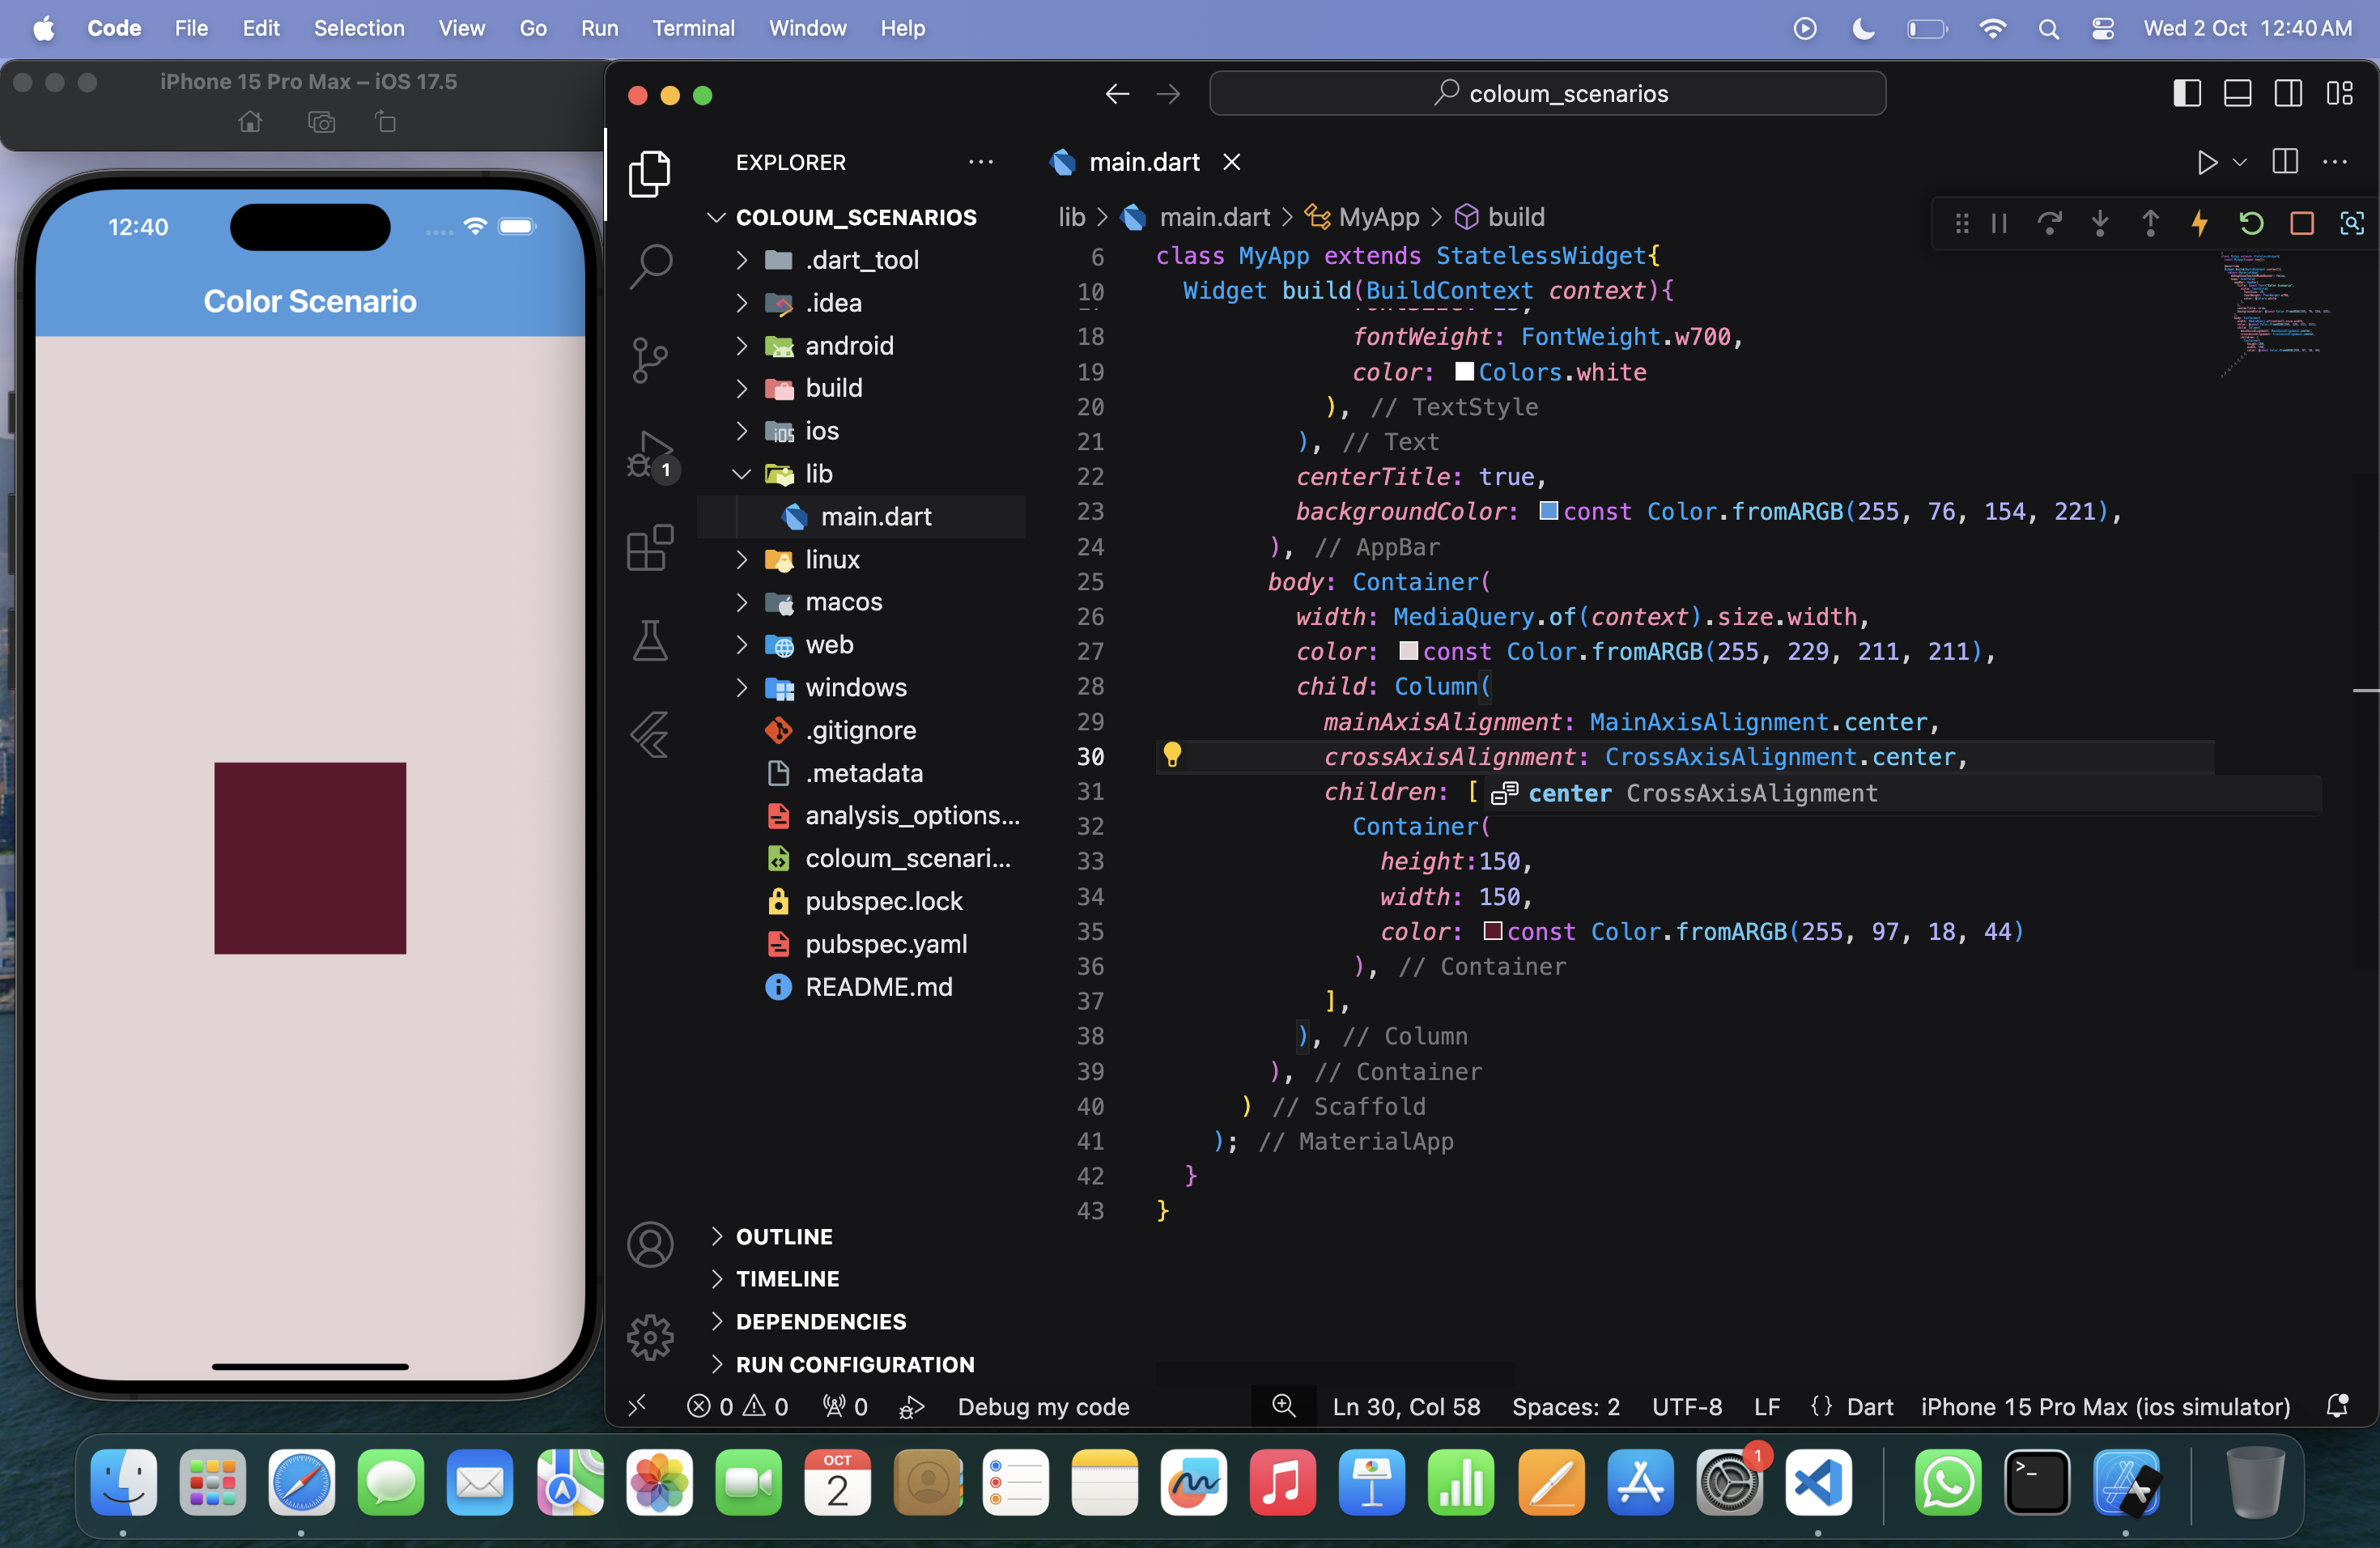 Code File Edit Selection View Go Run Terminal Window Help Wed 2 Oct 12:40 AM
iPhone 15 Pro Max – iOS 17.5
12:40
Color Scenario
coloum_scenarios
EXPLORER
COLOUM_SCENARIOS
.dart_tool
.idea
android
build
ios
lib
main.dart
linux
macos
web
windows
.gitignore
.metadata
analysis_options...
coloum_scenari...
pubspec.lock
pubspec.yaml
README.md
OUTLINE
TIMELINE
DEPENDENCIES
RUN CONFIGURATION
1
main.dart
lib > main.dart > MyApp > build
6 class MyApp extends StatelessWidget{
10 Widget build(BuildContext context){
18 fontWeight: FontWeight.w700,
19 color: Colors.white
20 ), // TextStyle
21 ), // Text
22 centerTitle: true,
23 backgroundColor: const Color.fromARGB(255, 76, 154, 221),
24 ), // AppBar
25 body: Container(
26 width: MediaQuery.of(context).size.width,
27 color: const Color.fromARGB(255, 229, 211, 211),
28 child: Column(
29 mainAxisAlignment: MainAxisAlignment.center,
30 crossAxisAlignment: CrossAxisAlignment.center,
31 children: [ center CrossAxisAlignment
32 Container(
33 height:150,
34 width: 150,
35 color: const Color.fromARGB(255, 97, 18, 44)
36 ), // Container
37 ],
38 ), // Column
39 ), // Container
40 ) // Scaffold
41 ); // MaterialApp
42 }
43 }
0 0 0 Debug my code Ln 30, Col 58 Spaces: 2 UTF-8 LF {} Dart iPhone 15 Pro Max (ios simulator)
OCT
2
1
>_